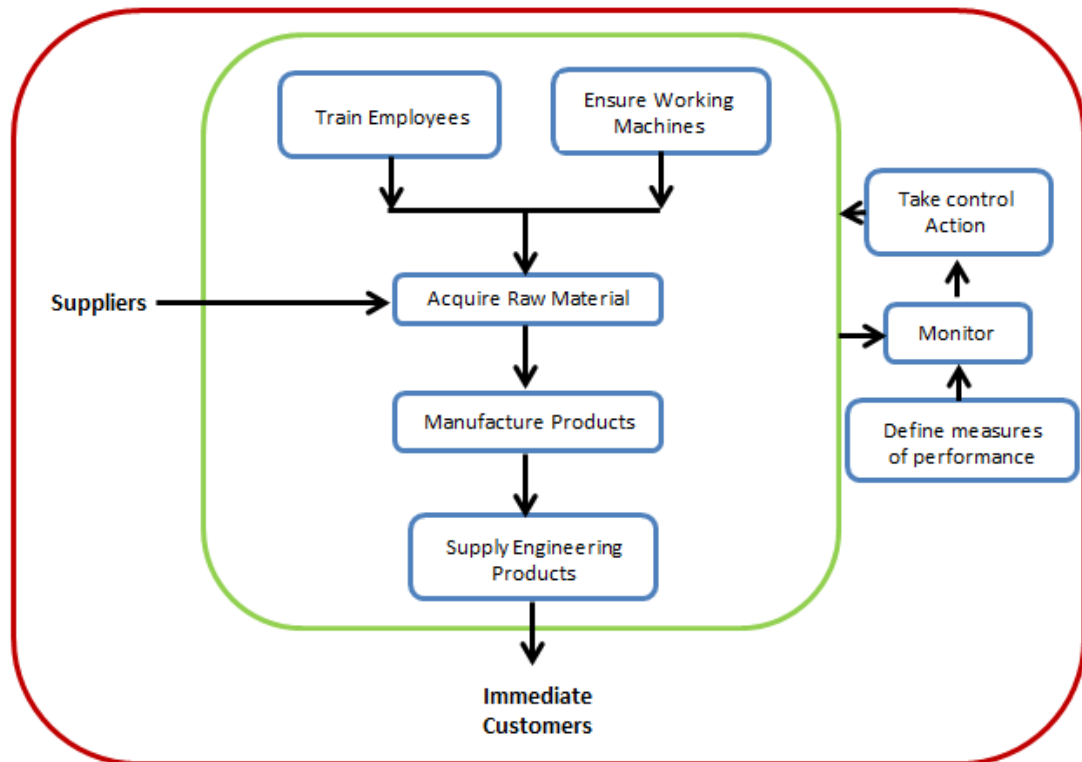 Train Employees
Ensure Working
Machines
Take control
Action
Suppliers
Acquire Raw Material
Monitor
Manufacture Products
Define measures
of performance
Supply Engineering
Products
Immediate
Customers